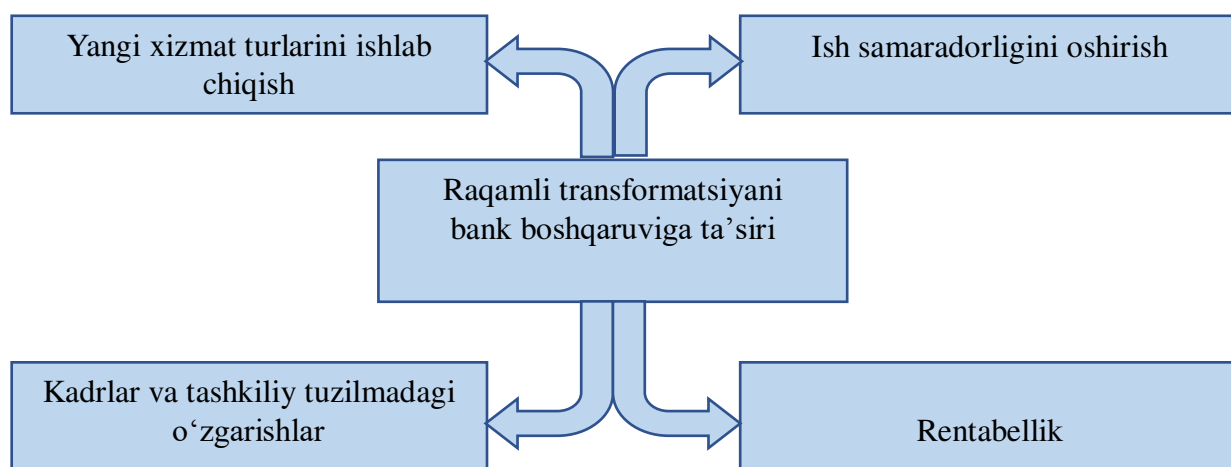 Yangi xizmat turlarini ishlab
chiqish
Ish samaradorligini oshirish
Raqamli transformatsiyani
bank boshqaruviga ta’siri
Kadrlar va tashkiliy tuzilmadagi
o‘zgarishlar
Rentabellik